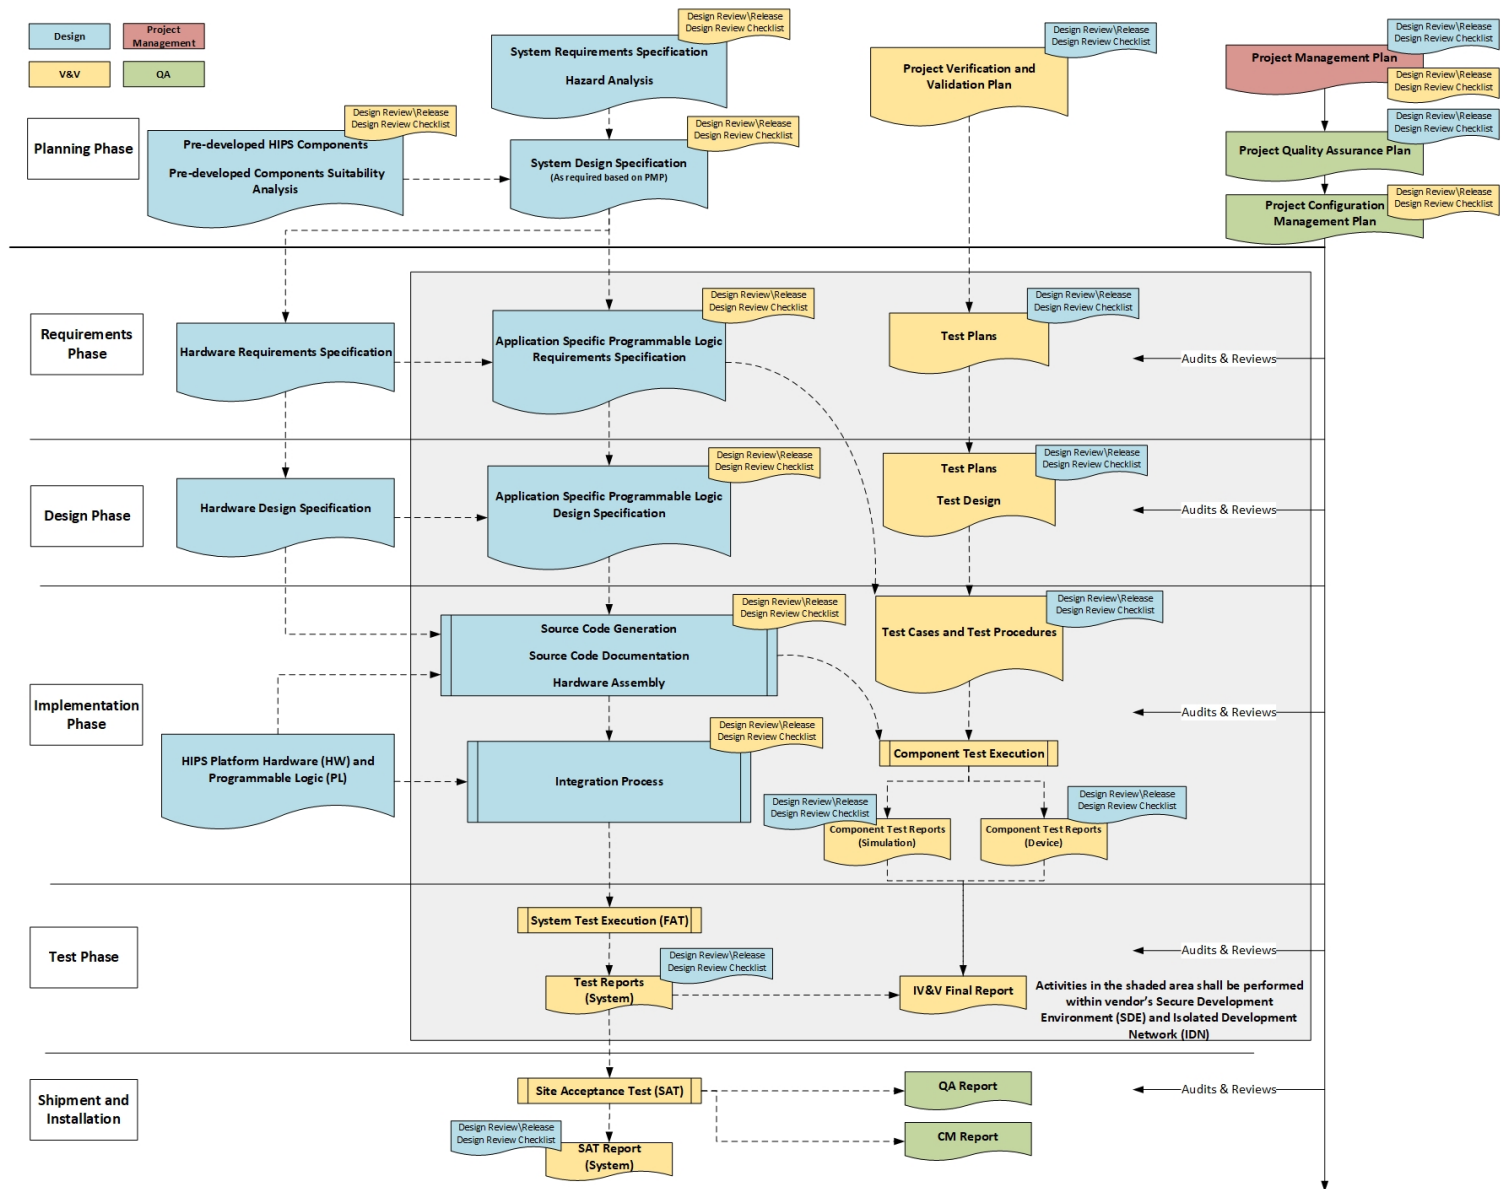 Design
Project
Management
V&V
QA
Design Review\Release
Design Review Checklist
System Requirements Specification
Hazard Analysis
Design Review\Release
Design Review Checklist
Project Verification and
Validation Plan
Design Review\Release
Design Review Checklist
Project Management Plan
Design Review\Release
Design Review Checklist
Planning Phase
Design Review\Release
Design Review Checklist
Pre-developed HIPS Components
Pre-developed Components Suitability
Analysis
Design Review\Release
Design Review Checklist
System Design Specification
(As required based on PMP)
Design Review\Release
Design Review Checklist
Project Quality Assurance Plan
Design Review\Release
Design Review Checklist
Project Configuration
Management Plan
Requirements
Phase
Hardware Requirements Specification
Design Review\Release
Design Review Checklist
Application Specific Programmable Logic
Requirements Specification
Design Review\Release
Design Review Checklist
Test Plans
Audits & Reviews
Design Phase
Hardware Design Specification
Design Review\Release
Design Review Checklist
Application Specific Programmable Logic
Design Specification
Design Review\Release
Design Review Checklist
Test Plans
Test Design
Audits & Reviews
Implementation
Phase
Design Review\Release
Design Review Checklist
Source Code Generation
Source Code Documentation
Hardware Assembly
Design Review\Release
Design Review Checklist
Test Cases and Test Procedures
Audits & Reviews
HIPS Platform Hardware (HW) and
Programmable Logic (PL)
Design Review\Release
Design Review Checklist
Integration Process
Component Test Execution
Design Review\Release
Design Review Checklist
Component Test Reports
(Simulation)
Design Review\Release
Design Review Checklist
Component Test Reports
(Device)
Test Phase
System Test Execution (FAT)
Design Review\Release
Design Review Checklist
Test Reports
(System)
IV&V Final Report
Audits & Reviews
Activities in the shaded area shall be performed
within vendor's Secure Development
Environment (SDE) and Isolated Development
Network (IDN)
Shipment and
Installation
Site Acceptance Test (SAT)
QA Report
Audits & Reviews
Design Review\Release
Design Review Checklist
SAT Report
(System)
CM Report